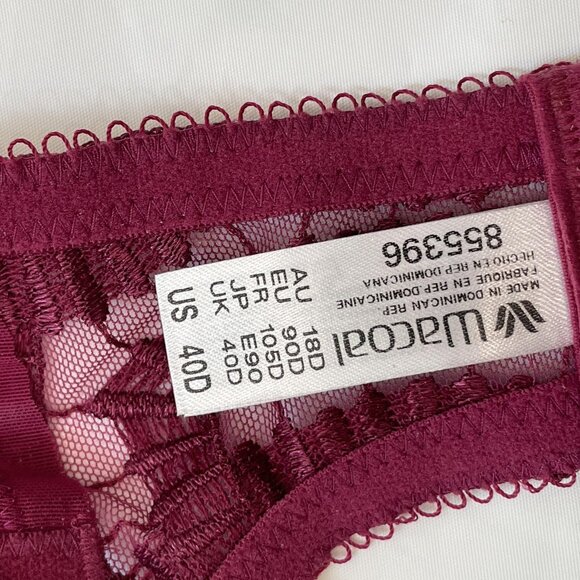 Wacoal
MADE IN DOMINICAN REP.
FABRIQUE EN REP. DOMINICAINE
HECHO EN REP DOMINICANA
855396
US 40D
UK 40D
JP E90
FR 105D
EU 90D
AU 18D